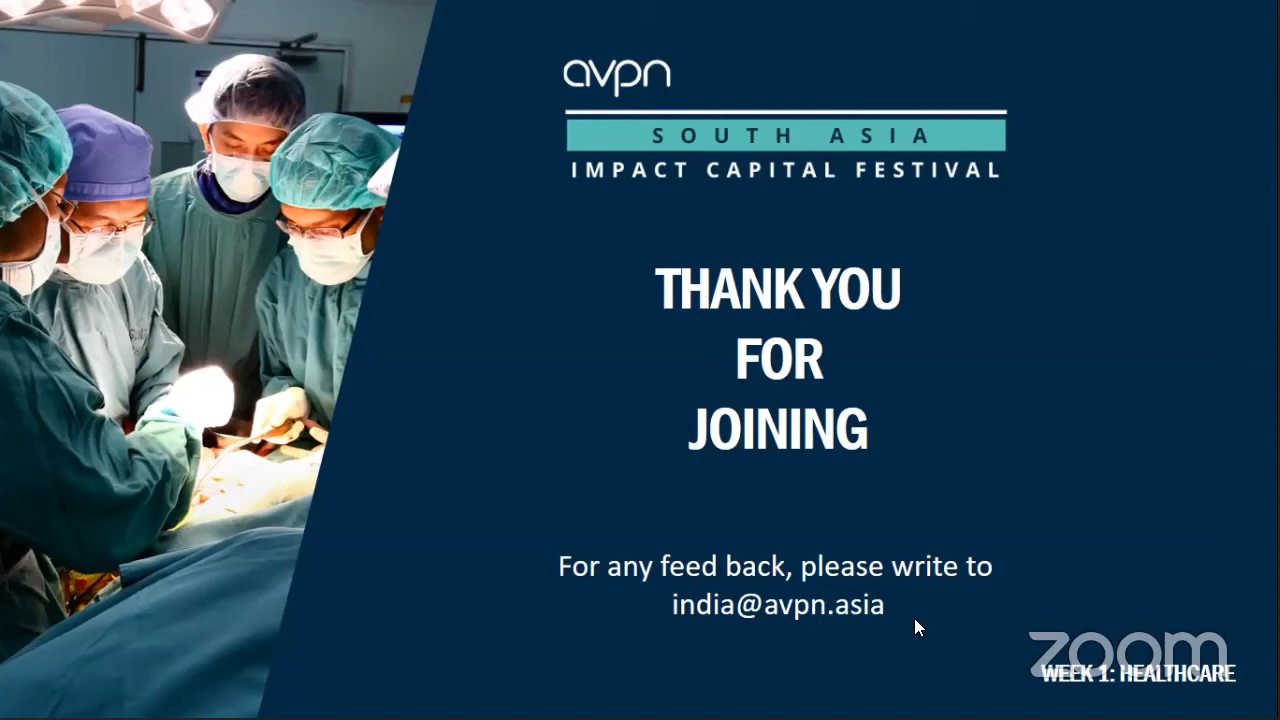 avpn
SOUTH ASIA
IMPACT CAPITAL FESTIVAL
THANK YOU
FOR
JOINING
For any feed back, please write to
india@avpn.asia
zoom
WEEK 1: HEALTHCARE